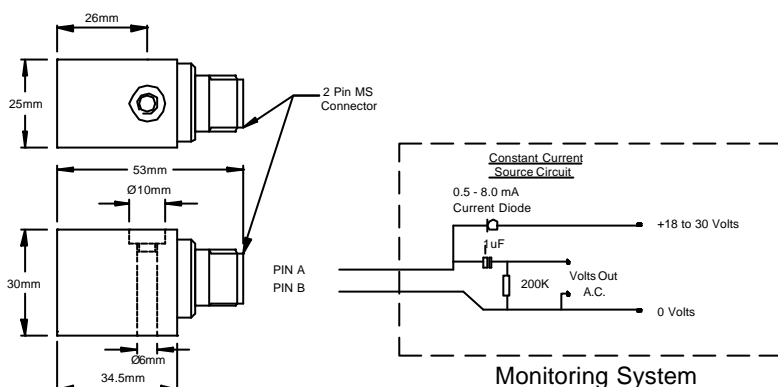 26mm
25mm
2 Pin MS
Connector
53mm
Ø10mm
30mm
Ø6mm
34.5mm
PIN A
PIN B
Constant Current
Source Circuit
0.5 - 8.0 mA
Current Diode
+18 to 30 Volts
1uF
200K
Volts Out
A.C.
0 Volts
Monitoring System